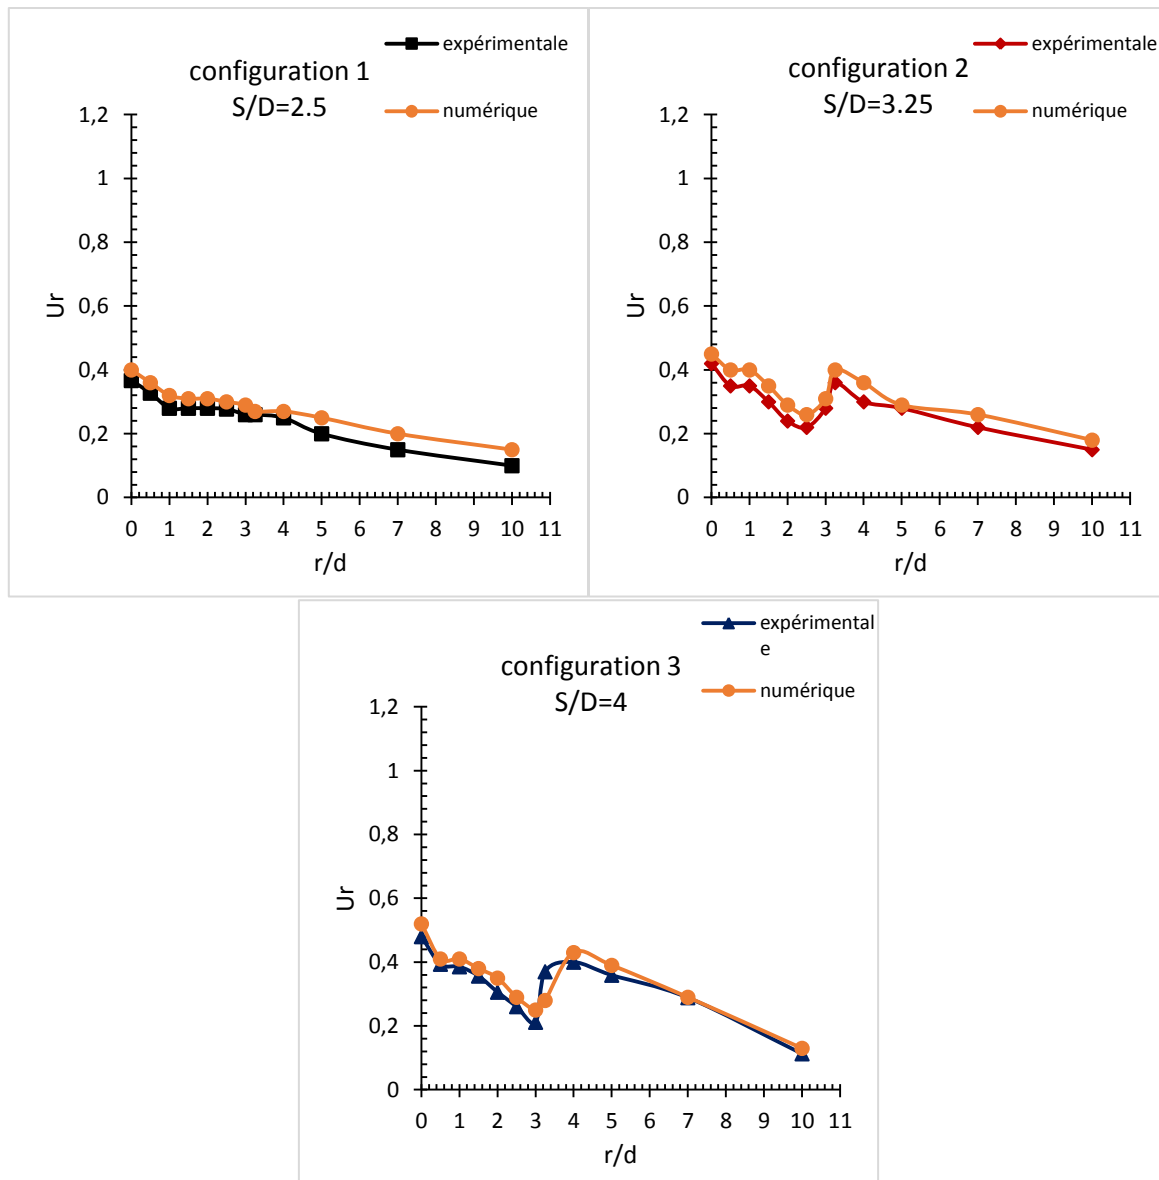 configuration 1
S/D=2.5
expérimentale
numérique
1,2
1
0,8
0,6
0,4
0,2
0
Ur
0 1 2 3 4 5 6 7 8 9 10 11
r/d
configuration 2
S/D=3.25
expérimentale
numérique
1,2
1
0,8
0,6
0,4
0,2
0
Ur
0 1 2 3 4 5 6 7 8 9 10 11
r/d
configuration 3
S/D=4
expérimental
e
numérique
1,2
1
0,8
0,6
0,4
0,2
0
Ur
0 1 2 3 4 5 6 7 8 9 10 11
r/d